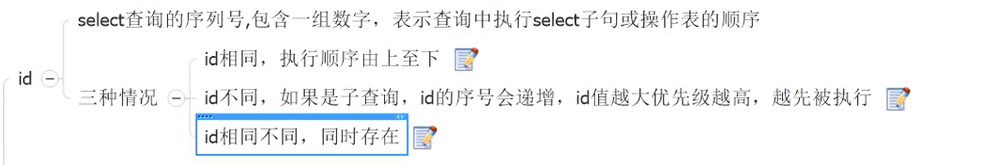 select查询的序列号,包含一组数字，表示查询中执行select子句或操作表的顺序
id相同，执行顺序由上至下
id
三种情况
id不同，如果是子查询，id的序号会递增，id值越大优先级越高，越先被执行
id相同不同，同时存在